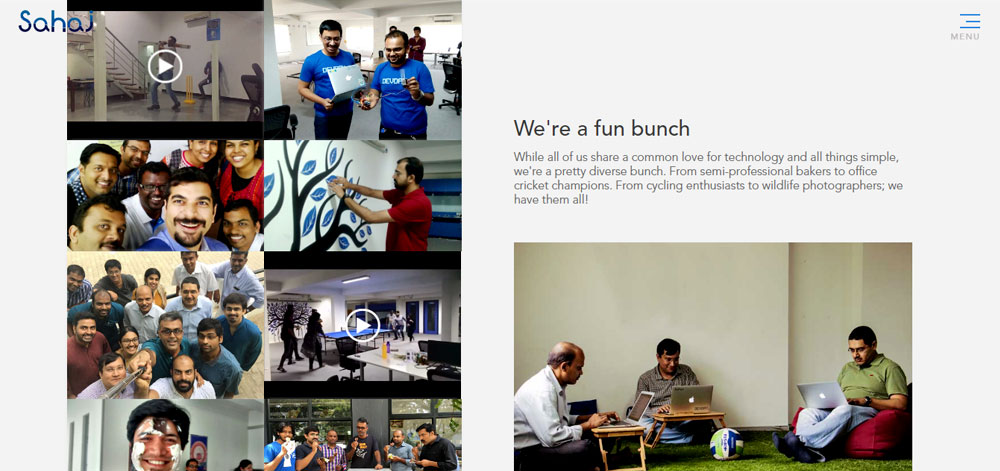 Sahaj
MENU
DEVDAY
We're a fun bunch
While all of us share a common love for technology and all things simple,
we're a pretty diverse bunch. From semi-professional bakers to office
cricket champions. From cycling enthusiasts to wildlife photographers; we
have them all!